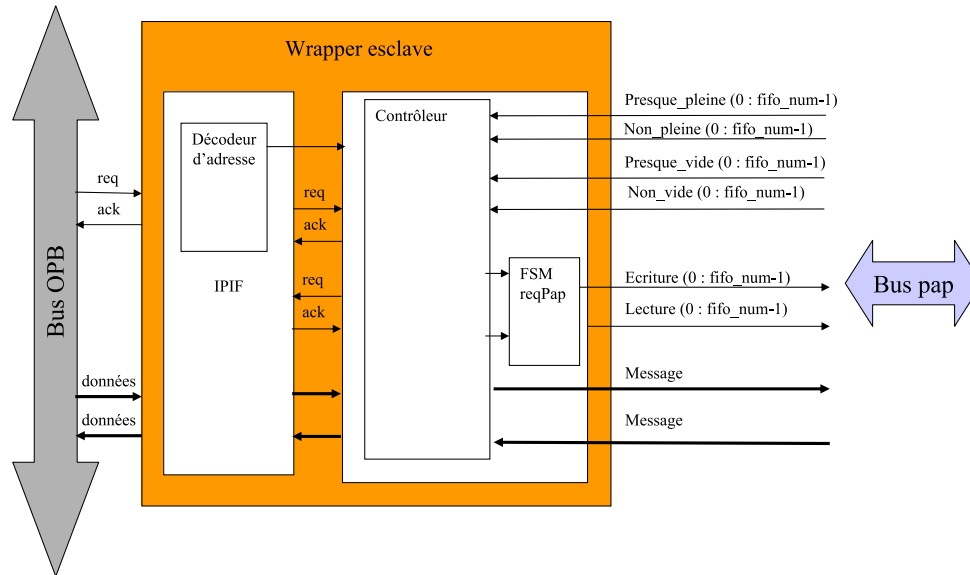 Wrapper esclave
Bus OPB
req
ack
données
données
Décodeur
d'adresse
IPIF
req
ack
req
ack
Contrôleur
FSM
reqPap
Presque_pleine (0 : fifo_num-1)
Non_pleine (0 : fifo_num-1)
Presque_vide (0 : fifo_num-1)
Non_vide (0 : fifo_num-1)
Ecriture (0 : fifo_num-1)
Lecture (0 : fifo_num-1)
Message
Message
Bus pap